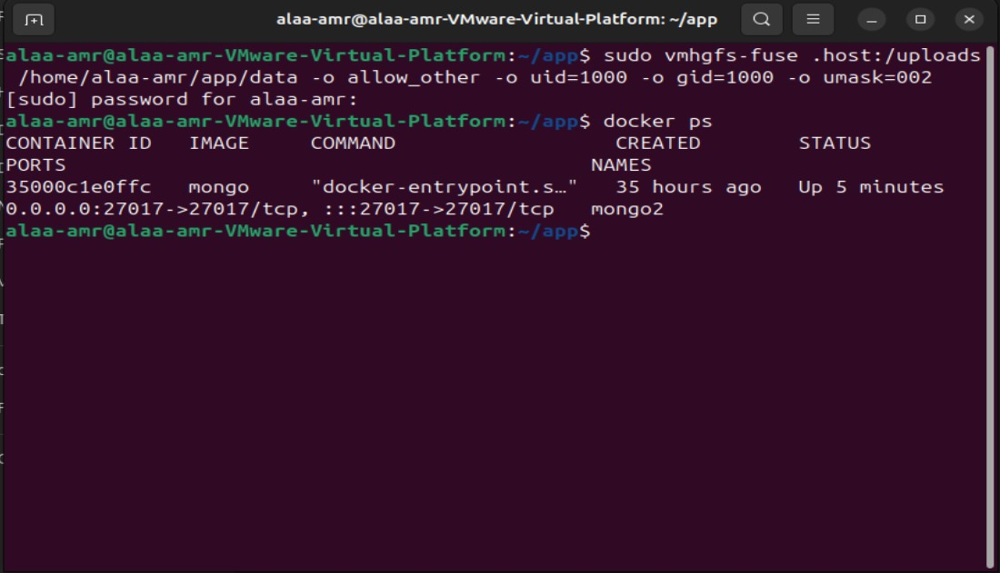 alaa-amr@alaa-amr-VMware-Virtual-Platform: ~/app
alaa-amr@alaa-amr-VMware-Virtual-Platform:~/app$ sudo vmhgfs-fuse .host:/uploads
/home/alaa-amr/app/data -o allow_other -o uid=1000 -o gid=1000 -o umask=002
[sudo] password for alaa-amr:
alaa-amr@alaa-amr-VMware-Virtual-Platform:~/app$ docker ps
CONTAINER ID   IMAGE     COMMAND                  CREATED        STATUS
PORTS                                           NAMES
35000c1e0ffc   mongo     "docker-entrypoint.s…"   35 hours ago   Up 5 minutes
0.0.0.0:27017->27017/tcp, :::27017->27017/tcp   mongo2
alaa-amr@alaa-amr-VMware-Virtual-Platform:~/app$